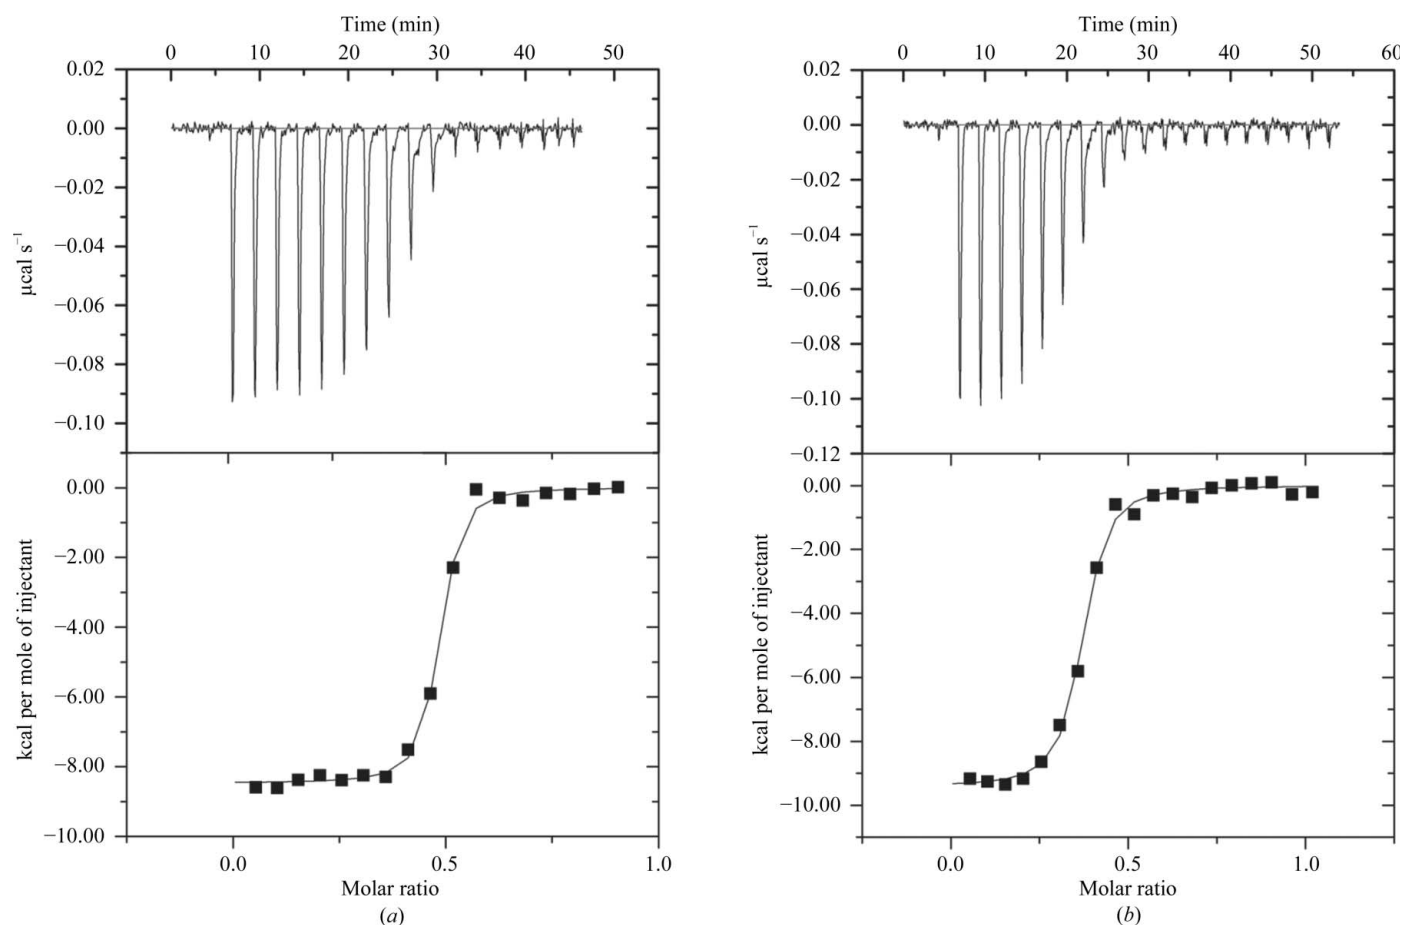 Time (min)
0 10 20 30 40 50
0.02
0.00
−0.02
−0.04
−0.06
−0.08
−0.10
µcal s⁻¹
0.00
−2.00
−4.00
−6.00
−8.00
−10.00
kcal per mole of injectant
0.0 0.5 1.0
Molar ratio
(a)
Time (min)
0 10 20 30 40 50 60
0.02
0.00
−0.02
−0.04
−0.06
−0.08
−0.10
−0.12
µcal s⁻¹
0.00
−2.00
−4.00
−6.00
−8.00
−10.00
kcal per mole of injectant
0.0 0.5 1.0
Molar ratio
(b)